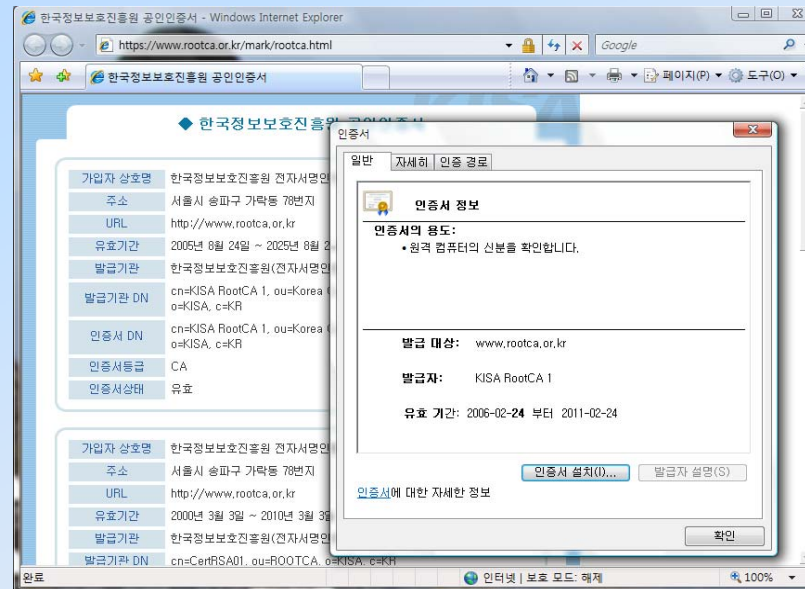 한국정보보호진흥원 공인인증서 - Windows Internet Explorer
https://www.rootca.or.kr/mark/rootca.html
Google
한국정보보호진흥원 공인인증서
페이지(P)
도구(O)
◆ 한국정보보호진흥원 공인인증서
가입자 상호명 한국정보보호진흥원 전자서명인
주소 서울시 송파구 가락동 78번지
URL http://www.rootca.or.kr
유효기간 2005년 8월 24일 ~ 2025년 8월 2
발급기관 한국정보보호진흥원(전자서명인
발급기관 DN cn=KISA RootCA 1, ou=Korea
o=KISA, c=KR
인증서 DN cn=KISA RootCA 1, ou=Korea
o=KISA, c=KR
인증서등급 CA
인증서상태 유효
가입자 상호명 한국정보보호진흥원 전자서명인
주소 서울시 송파구 가락동 78번지
URL http://www.rootca.or.kr
유효기간 2000년 3월 3일 ~ 2010년 3월 3일
발급기관 한국정보보호진흥원(전자서명인
발급기관 DN cn=CertRSA01, ou=ROOTCA, o=KISA, c=KR
인증서
일반 자세히 인증 경로
인증서 정보
인증서의 용도:
• 원격 컴퓨터의 신분을 확인합니다.
발급 대상: www.rootca.or.kr
발급자: KISA RootCA 1
유효 기간: 2006-02-24 부터 2011-02-24
인증서 설치(I)... 발급자 설명(S)
인증서에 대한 자세한 정보
확인
완료
인터넷 | 보호 모드: 해제
100%